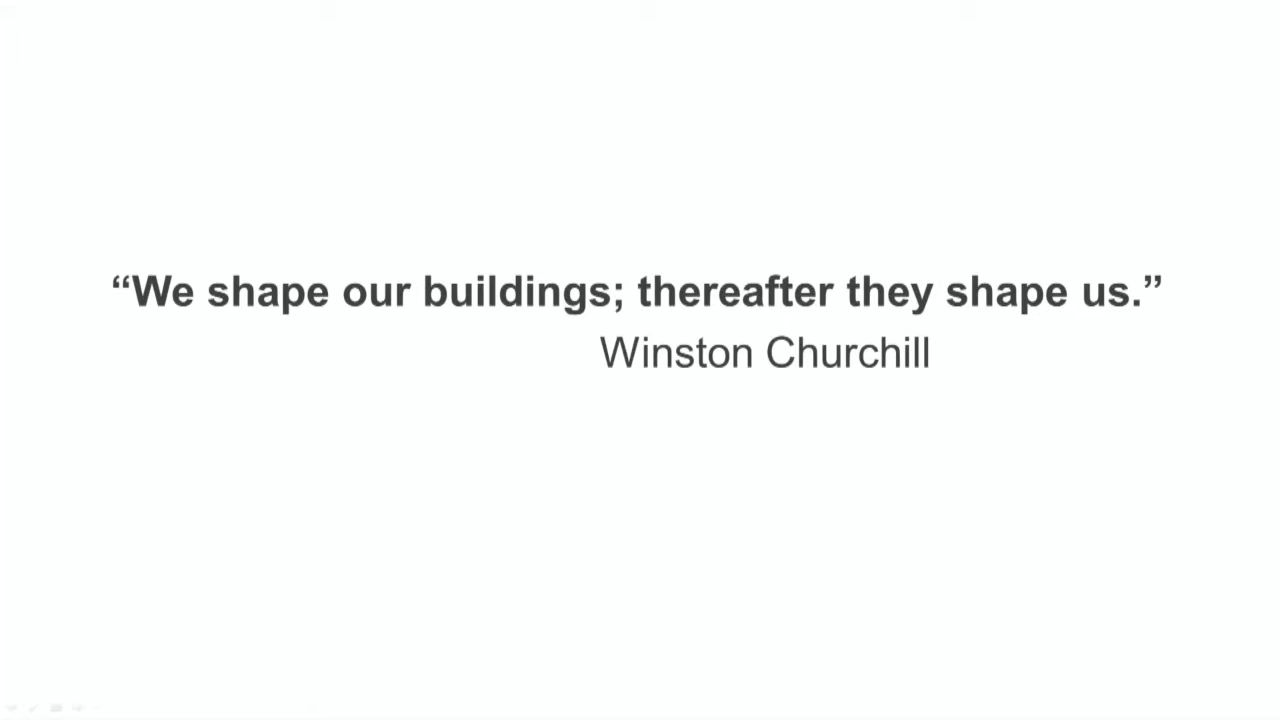 “We shape our buildings; thereafter they shape us.”
Winston Churchill